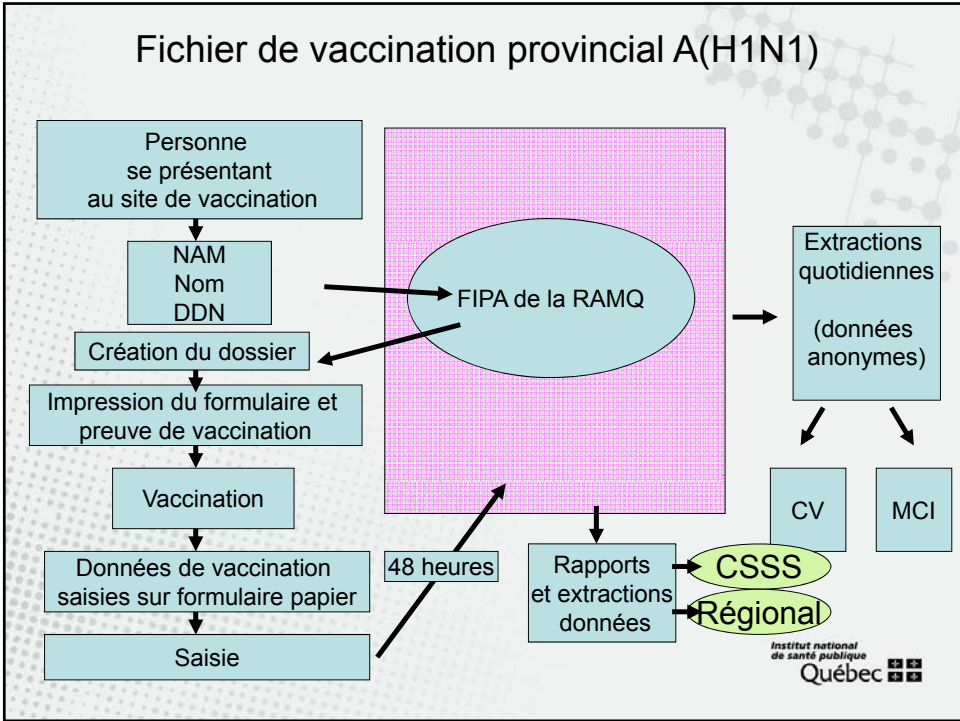 Fichier de vaccination provincial A(H1N1)
Personne
se présentant
au site de vaccination
NAM
Nom
DDN
Création du dossier
Impression du formulaire et
preuve de vaccination
Vaccination
Données de vaccination
saisies sur formulaire papier
Saisie
48 heures
FIPA de la RAMQ
Rapports
et extractions
données
CSSS
Régional
Extractions
quotidiennes
(données
anonymes)
CV
MCI
Institut national
de santé publique
Québec